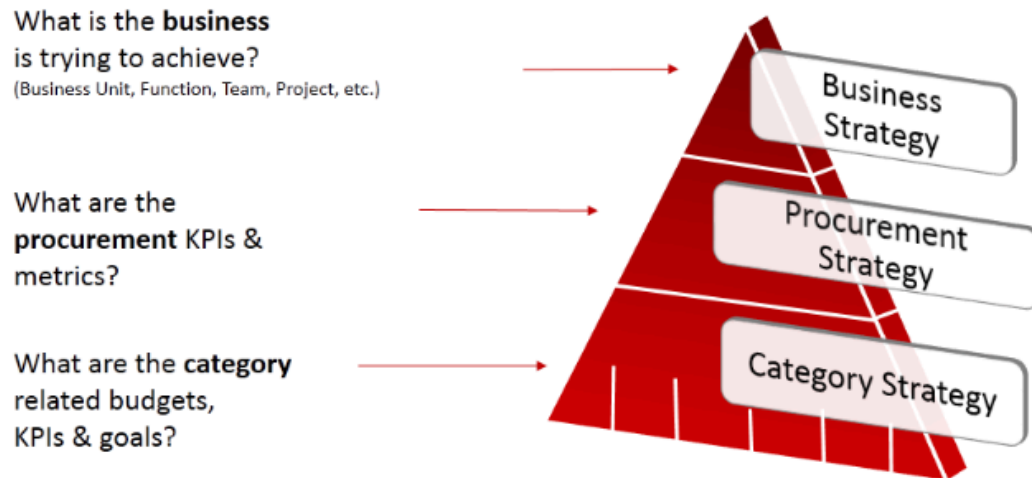 What is the business
is trying to achieve?
(Business Unit, Function, Team, Project, etc.)
Business
Strategy
What are the
procurement KPIs &
metrics?
Procurement
Strategy
What are the category
related budgets,
KPIs & goals?
Category Strategy